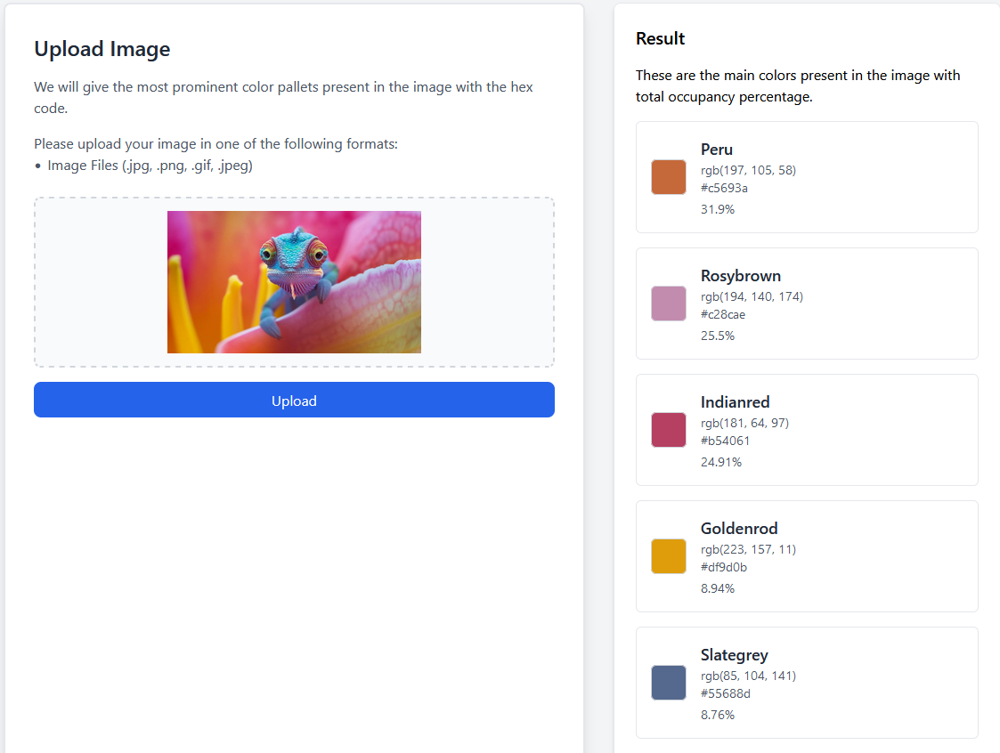 Upload Image
We will give the most prominent color pallets present in the image with the hex
code.
Please upload your image in one of the following formats:
• Image Files (.jpg, .png, .gif, .jpeg)
Upload
Result
These are the main colors present in the image with
total occupancy percentage.
Peru
rgb(197, 105, 58)
#c5693a
31.9%
Rosybrown
rgb(194, 140, 174)
#c28cae
25.5%
Indianred
rgb(181, 64, 97)
#b54061
24.91%
Goldenrod
rgb(223, 157, 11)
#df9d0b
8.94%
Slategrey
rgb(85, 104, 141)
#55688d
8.76%